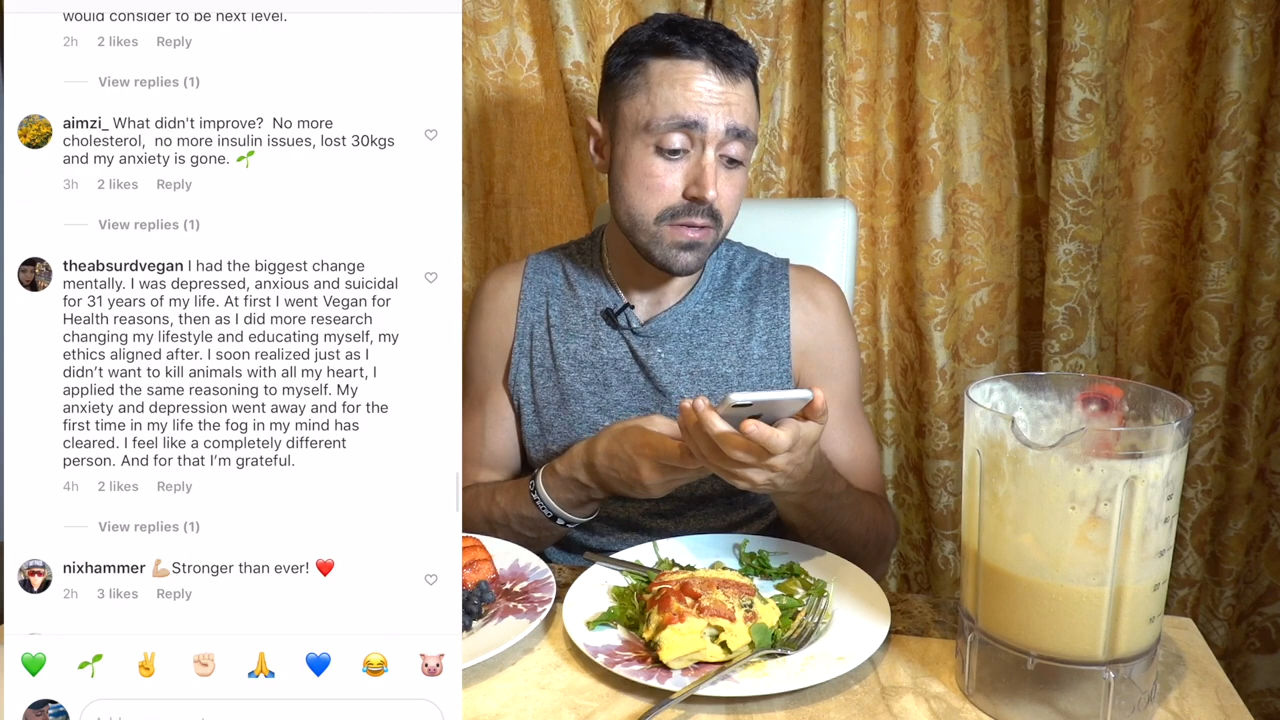 would consider to be next level.
2h 2 likes Reply
View replies (1)
aimzi_ What didn't improve? No more
cholesterol, no more insulin issues, lost 30kgs
and my anxiety is gone. 🌱
3h 2 likes Reply
View replies (1)
theabsurdvegan I had the biggest change
mentally. I was depressed, anxious and suicidal
for 31 years of my life. At first I went Vegan for
Health reasons, then as I did more research
changing my lifestyle and educating myself, my
ethics aligned after. I soon realized just as I
didn't want to kill animals with all my heart, I
applied the same reasoning to myself. My
anxiety and depression went away and for the
first time in my life the fog in my mind has
cleared. I feel like a completely different
person. And for that I'm grateful.
4h 2 likes Reply
View replies (1)
nixhammer 💪🏼Stronger than ever! ❤️
2h 3 likes Reply